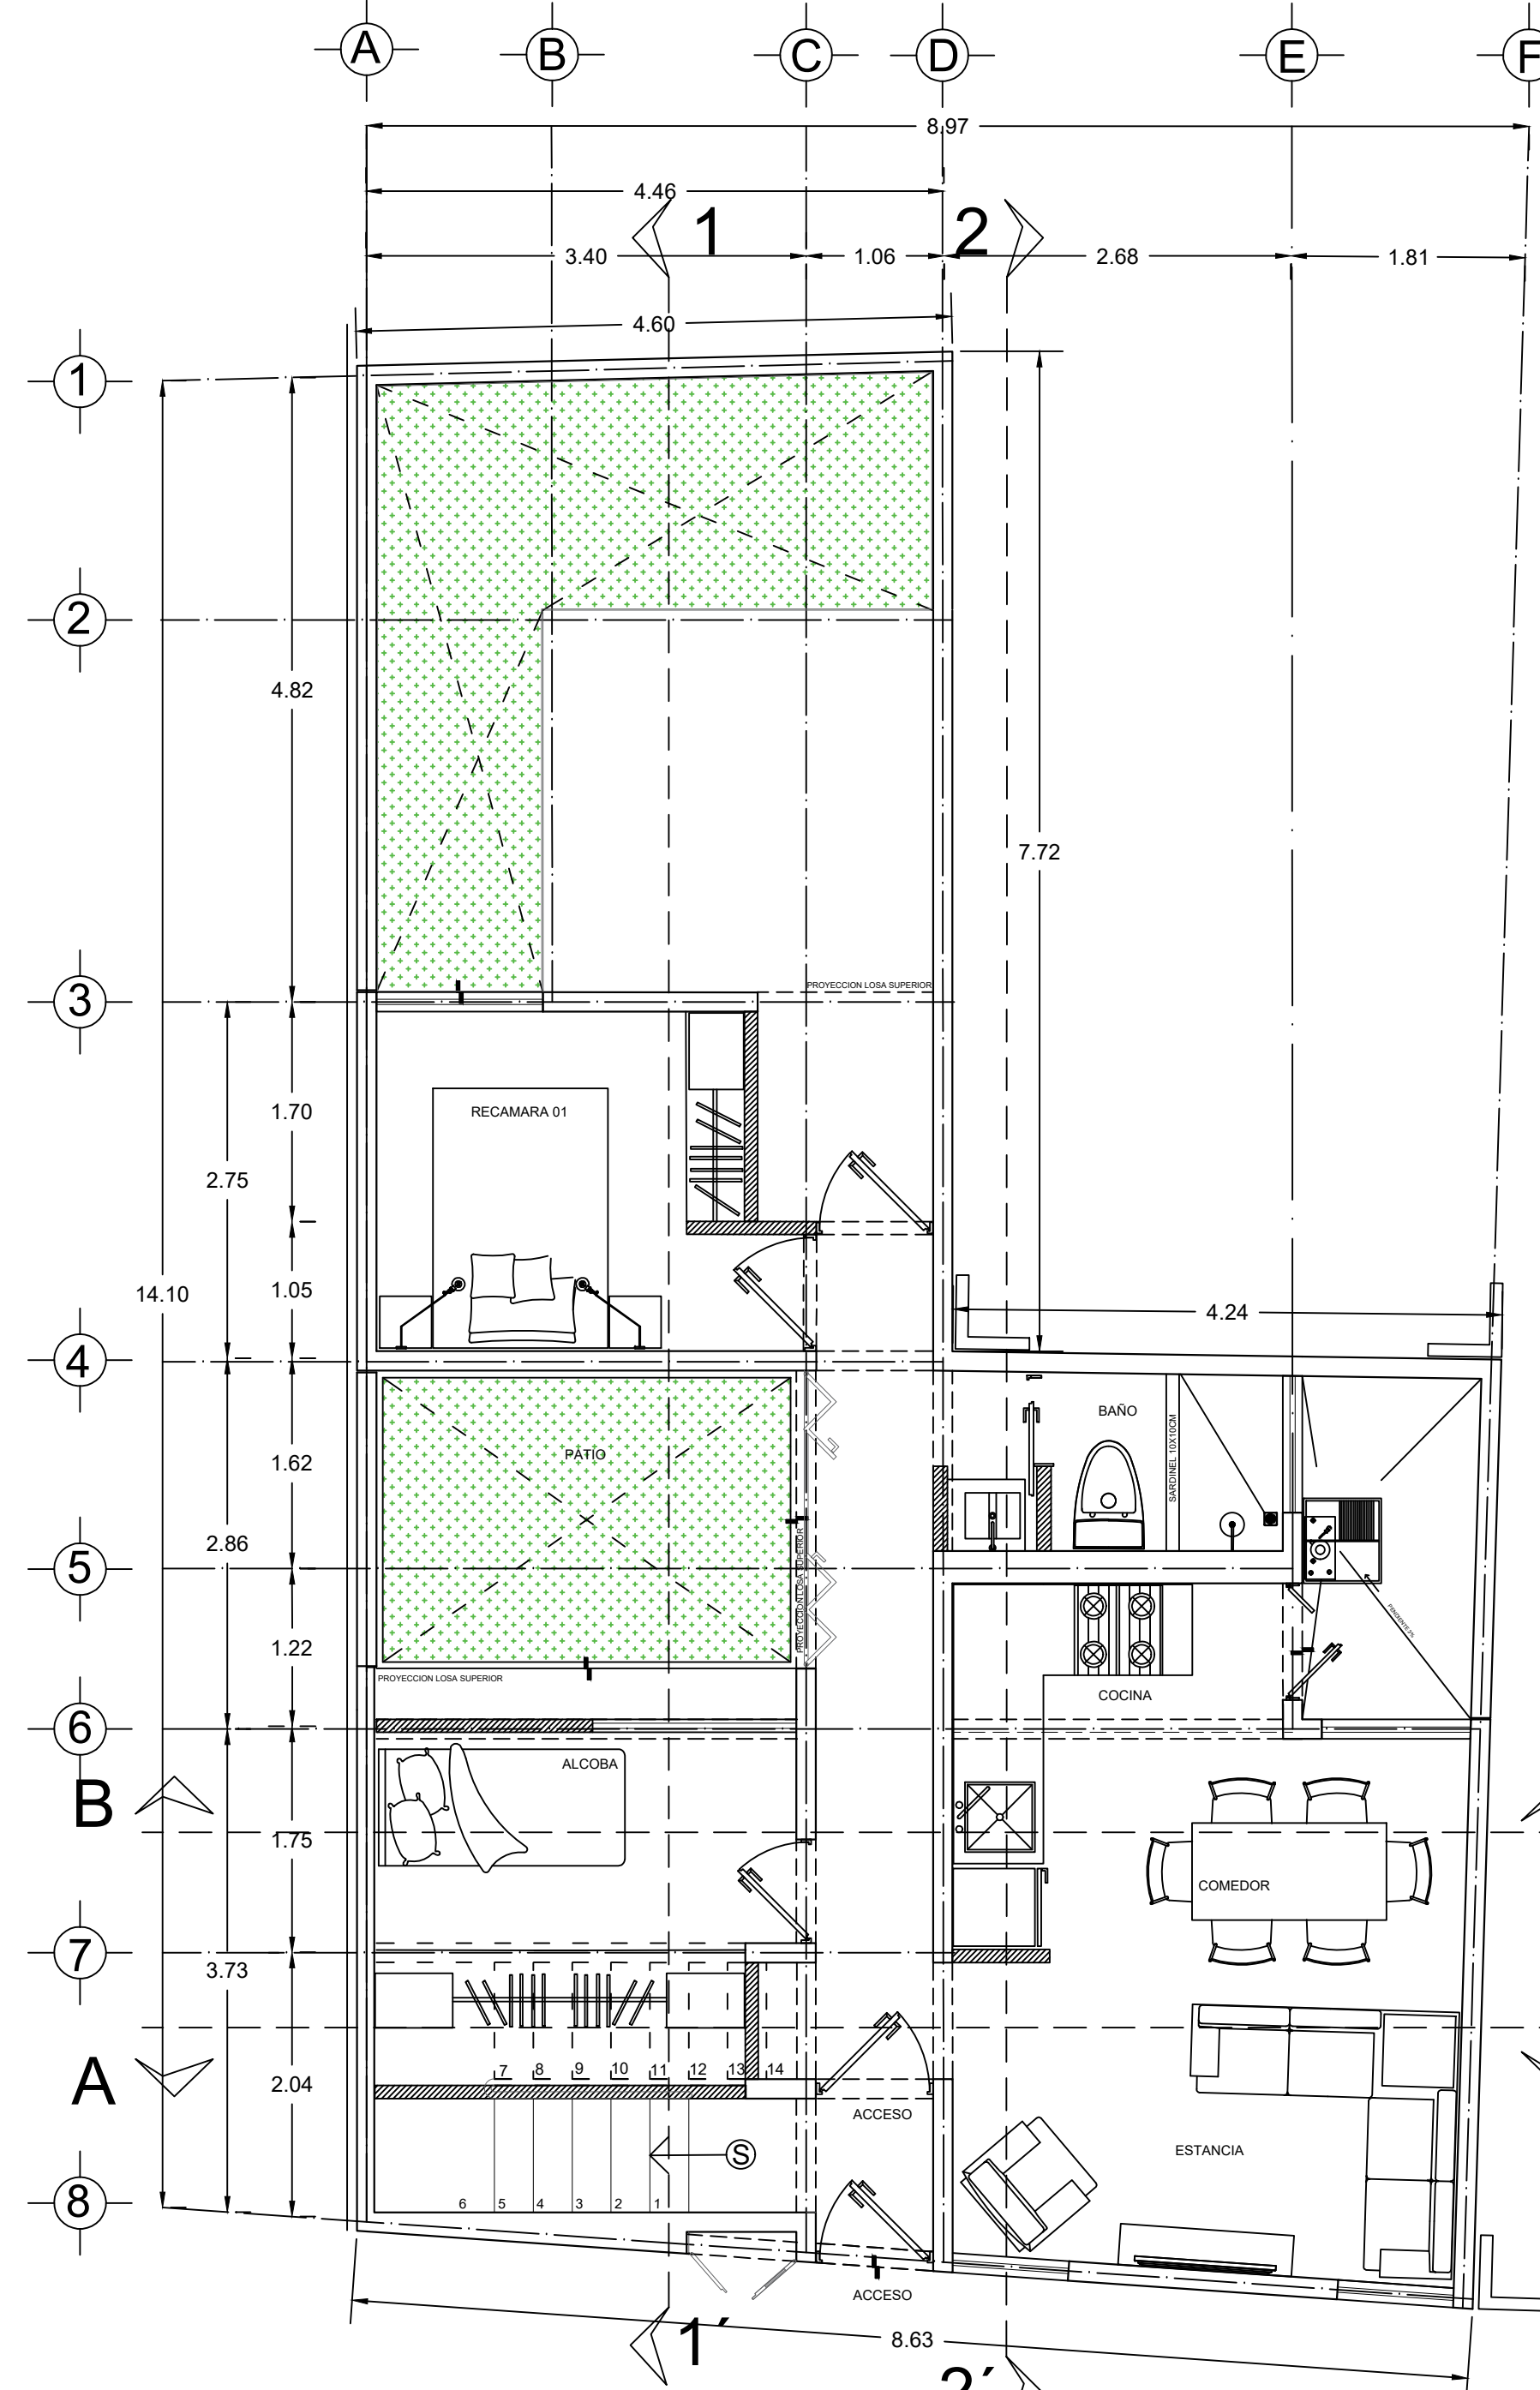 A B C D E F
8.97
4.46
1 2
3.40 1.06 2.68 1.81
4.60
1
2
4.82
7.72
3
PROYECCION LOSA SUPERIOR
1.70
RECAMARA 01
2.75
1.05
14.10
4.24
4
BAÑO
SARDINEL 10X10CM
PATIO
1.62
2.86
5
PROYECCION LOSA SUPERIOR
PENDIENTE 3%
1.22
PROYECCION LOSA SUPERIOR
COCINA
6
ALCOBA
B
1.75
COMEDOR
7
3.73
7 8 9 10 11 12 13 14
A
2.04
ACCESO
ESTANCIA
S
8
6 5 4 3 2 1
ACCESO
1´
8.63
2´